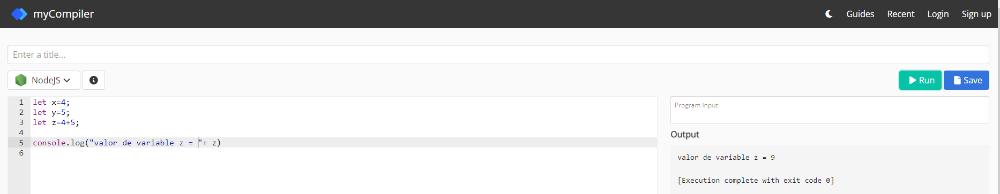 myCompiler
Guides Recent Login Sign up
Enter a title...
NodeJS
Run Save
1 let x=4;
2 let y=5;
3 let z=4+5;
4
5 console.log("valor de variable z = "+ z)
6
Program input
Output
valor de variable z = 9
[Execution complete with exit code 0]